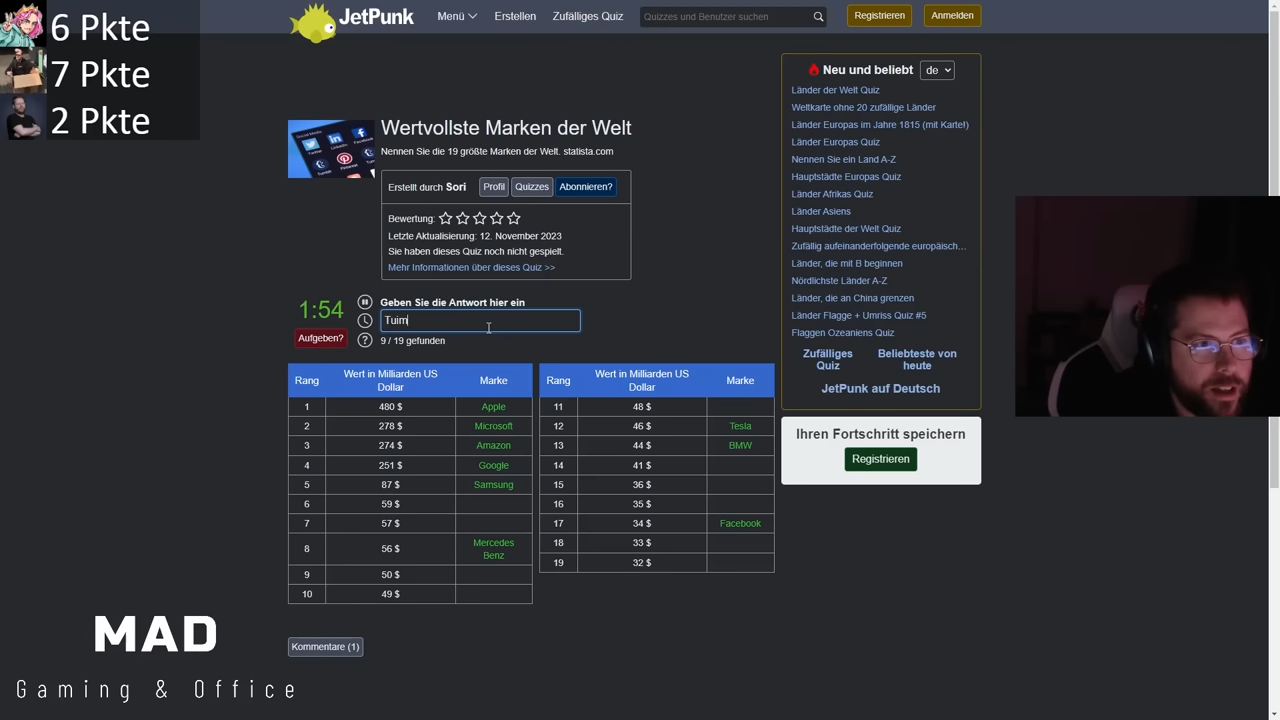 6 Pkte
7 Pkte
2 Pkte
JetPunk
Menü
Erstellen
Zufälliges Quiz
Quizzes und Benutzer suchen
Registrieren
Anmelden
Wertvollste Marken der Welt
Nennen Sie die 19 größte Marken der Welt. statista.com
Erstellt durch Sori
Profil
Quizzes
Abonnieren?
Bewertung:
Letzte Aktualisierung: 12. November 2023
Sie haben dieses Quiz noch nicht gespielt.
Mehr Informationen über dieses Quiz >>
1:54
Aufgeben?
Geben Sie die Antwort hier ein
Tuim
9 / 19 gefunden
Rang Wert in Milliarden US Dollar Marke
1 480 $ Apple
2 278 $ Microsoft
3 274 $ Amazon
4 251 $ Google
5 87 $ Samsung
6 59 $
7 57 $
8 56 $ Mercedes Benz
9 50 $
10 49 $
Rang Wert in Milliarden US Dollar Marke
11 48 $
12 46 $ Tesla
13 44 $ BMW
14 41 $
15 36 $
16 35 $
17 34 $ Facebook
18 33 $
19 32 $
Kommentare (1)
Neu und beliebt de
Länder der Welt Quiz
Weltkarte ohne 20 zufällige Länder
Länder Europas im Jahre 1815 (mit Karte!)
Länder Europas Quiz
Nennen Sie ein Land A-Z
Hauptstädte Europas Quiz
Länder Afrikas Quiz
Länder Asiens
Hauptstädte der Welt Quiz
Zufällig aufeinanderfolgende europäisch...
Länder, die mit B beginnen
Nördlichste Länder A-Z
Länder, die an China grenzen
Länder Flagge + Umriss Quiz #5
Flaggen Ozeaniens Quiz
Zufälliges Quiz
Beliebteste von heute
JetPunk auf Deutsch
Ihren Fortschritt speichern
Registrieren
MAD
Gaming & Office